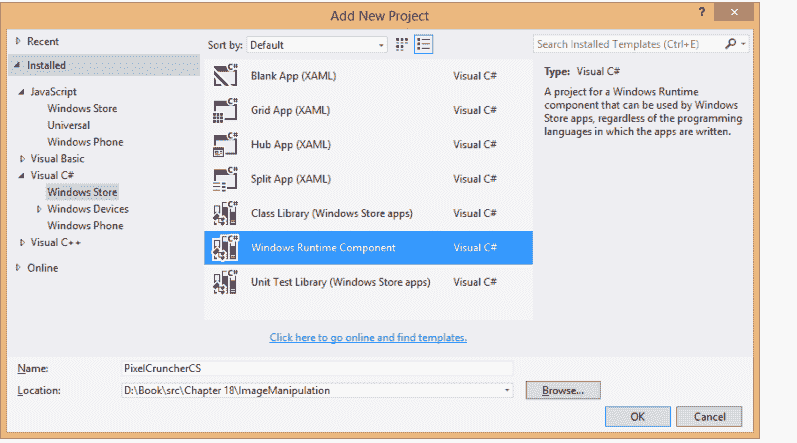 Add New Project
? ×
Recent
Installed
JavaScript
Windows Store
Universal
Windows Phone
Visual Basic
Visual C#
Windows Store
Windows Devices
Windows Phone
Visual C++
Online
Sort by: Default
C# Blank App (XAML) Visual C#
C# Grid App (XAML) Visual C#
C# Hub App (XAML) Visual C#
C# Split App (XAML) Visual C#
C# Class Library (Windows Store apps) Visual C#
C# Windows Runtime Component Visual C#
C# Unit Test Library (Windows Store apps) Visual C#
Click here to go online and find templates.
Search Installed Templates (Ctrl+E)
Type: Visual C#
A project for a Windows Runtime
component that can be used by Windows
Store apps, regardless of the programming
languages in which the apps are written.
Name: PixelCruncherCS
Location: D:\Book\src\Chapter 18\ImageManipulation
Browse...
OK Cancel